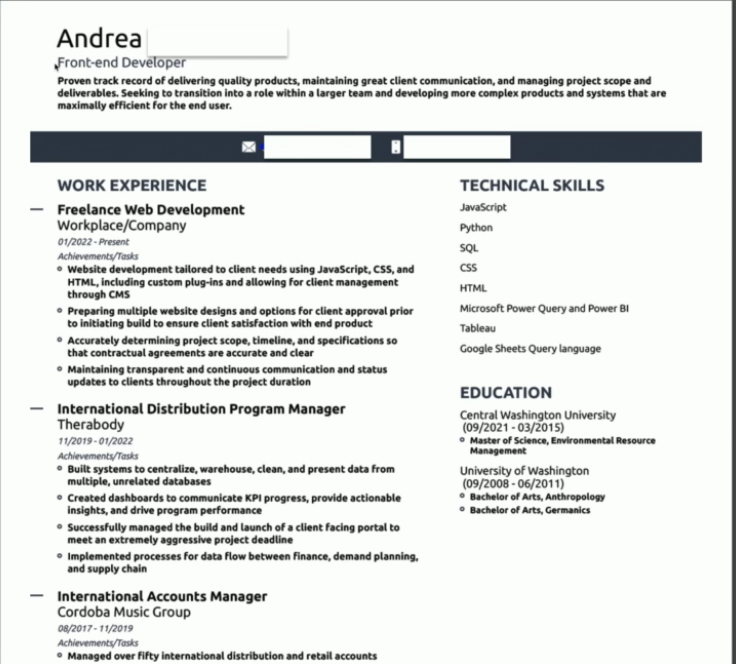 Andrea
Front-end Developer
Proven track record of delivering quality products, maintaining great client communication, and managing project scope and
deliverables. Seeking to transition into a role within a larger team and developing more complex products and systems that are
maximally efficient for the end user.
WORK EXPERIENCE
Freelance Web Development
Workplace/Company
01/2022 - Present
Achievements/Tasks
Website development tailored to client needs using JavaScript, CSS, and
HTML, including custom plug-ins and allowing for client management
through CMS
Preparing multiple website designs and options for client approval prior
to initiating build to ensure client satisfaction with end product
Accurately determining project scope, timeline, and specifications so
that contractual agreements are accurate and clear
Maintaining transparent and continuous communication and status
updates to clients throughout the project duration
International Distribution Program Manager
Therabody
11/2019 - 01/2022
Achievements/Tasks
Built systems to centralize, warehouse, clean, and present data from
multiple, unrelated databases
Created dashboards to communicate KPI progress, provide actionable
insights, and drive program performance
Successfully managed the build and launch of a client facing portal to
meet an extremely aggressive project deadline
Implemented processes for data flow between finance, demand planning,
and supply chain
International Accounts Manager
Cordoba Music Group
08/2017 - 11/2019
Achievements/Tasks
Managed over fifty international distribution and retail accounts
TECHNICAL SKILLS
JavaScript
Python
SQL
CSS
HTML
Microsoft Power Query and Power BI
Tableau
Google Sheets Query language
EDUCATION
Central Washington University
(09/2021 - 03/2015)
Master of Science, Environmental Resource
Management
University of Washington
(09/2008 - 06/2011)
Bachelor of Arts, Anthropology
Bachelor of Arts, Germanics